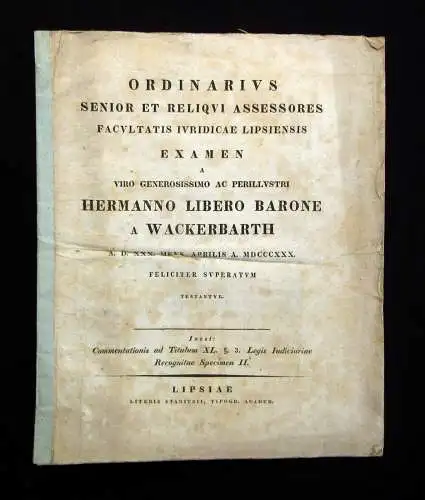 ORDINARIVS
SENIOR ET RELIQVI ASSESSORES
FACVLTATIS IVRIDICAE LIPSIENSIS
EXAMEN
A
VIRO GENEROSISSIMO AC PERILLVSTRI
HERMANNO LIBERO BARONE
A WACKERBARTH
A. D. XXX. MENS. APRILIS A. MDCCCXXX.
FELICITER SVPERATVM
TESTANTVR.
Inest:
Commentationis ad Titulum XL. §. 3. Legis Iudiciariae
Recognitae Specimen II.
LIPSIAE
LITERIS STARITZII, TYPOGR. ACADEM.